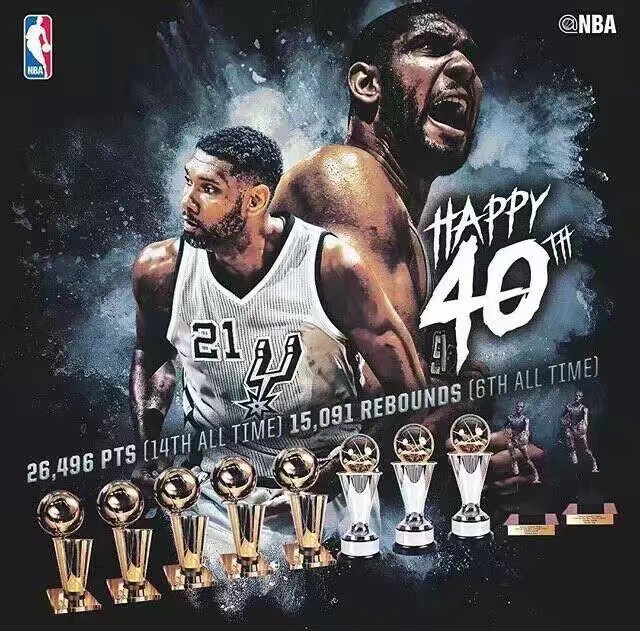 NBA
@NBA
HAPPY
40TH
21
26,496 PTS (14TH ALL TIME) 15,091 REBOUNDS (6TH ALL TIME)